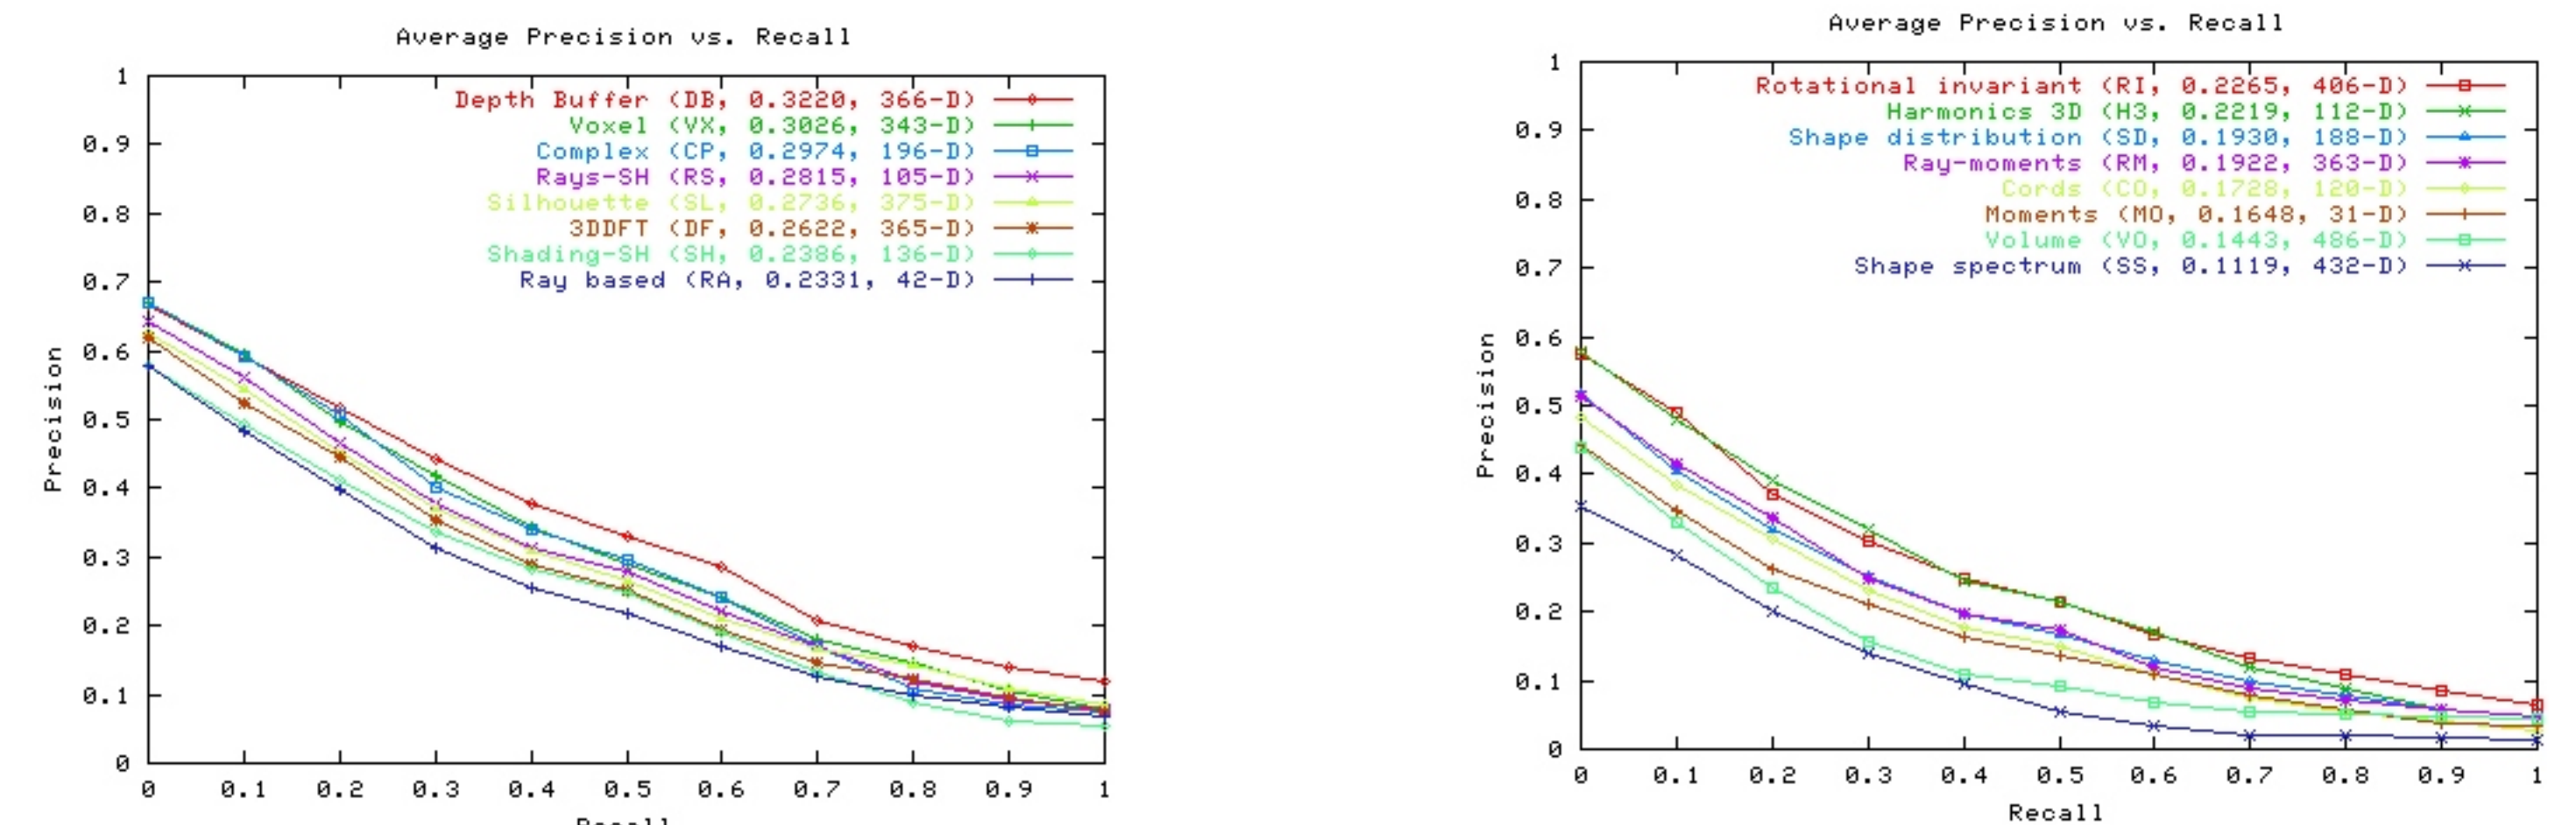 Average Precision vs. Recall
Depth Buffer (DB, 0.3220, 366-D)
Voxel (VX, 0.3026, 343-D)
Complex (CP, 0.2974, 196-D)
Rays-SH (RS, 0.2815, 105-D)
Silhouette (SL, 0.2736, 375-D)
3DDFT (DF, 0.2622, 365-D)
Shading-SH (SH, 0.2386, 136-D)
Ray based (RA, 0.2331, 42-D)
1
0.9
0.8
0.7
0.6
0.5
0.4
0.3
0.2
0.1
0
Precision
0 0.1 0.2 0.3 0.4 0.5 0.6 0.7 0.8 0.9 1
Recall
Average Precision vs. Recall
Rotational invariant (RI, 0.2265, 406-D)
Harmonics 3D (H3, 0.2219, 112-D)
Shape distribution (SD, 0.1930, 188-D)
Ray-moments (RM, 0.1922, 363-D)
Cords (CO, 0.1728, 120-D)
Moments (MO, 0.1648, 31-D)
Volume (VO, 0.1443, 486-D)
Shape spectrum (SS, 0.1119, 432-D)
1
0.9
0.8
0.7
0.6
0.5
0.4
0.3
0.2
0.1
0
Precision
0 0.1 0.2 0.3 0.4 0.5 0.6 0.7 0.8 0.9 1
Recall